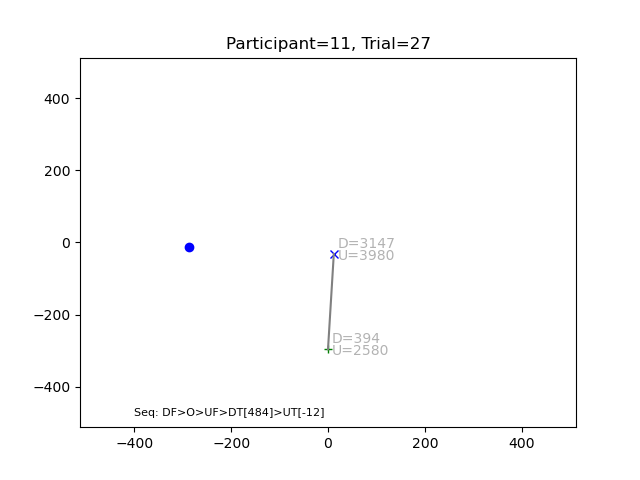 Participant=11, Trial=27
400
200
0
−200
−400
D=3147
U=3980
D=394
U=2580
Seq: DF>O>UF>DT[484]>UT[-12]
−400
−200
0
200
400